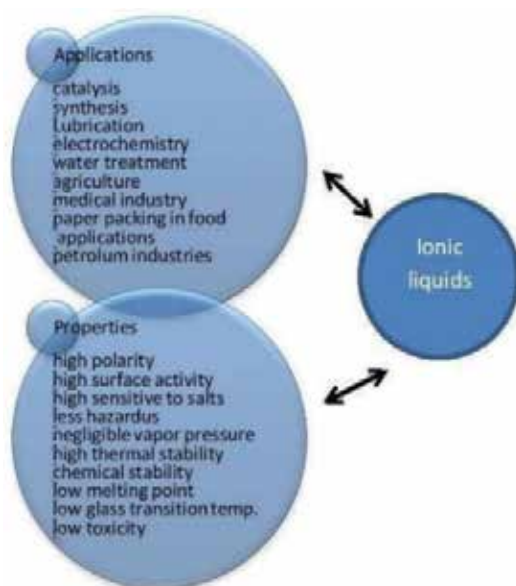 Applications
catalysis
synthesis
Lubrication
electrochemistry
water treatment
agriculture
medical industry
paper packing in food
applications
petrolum industries
Ionic
liquids
Properties
high polarity
high surface activity
high sensitive to salts
less hazardus
negligible vapor pressure
high thermal stability
chemical stability
low melting point
low glass transition temp.
low toxicity